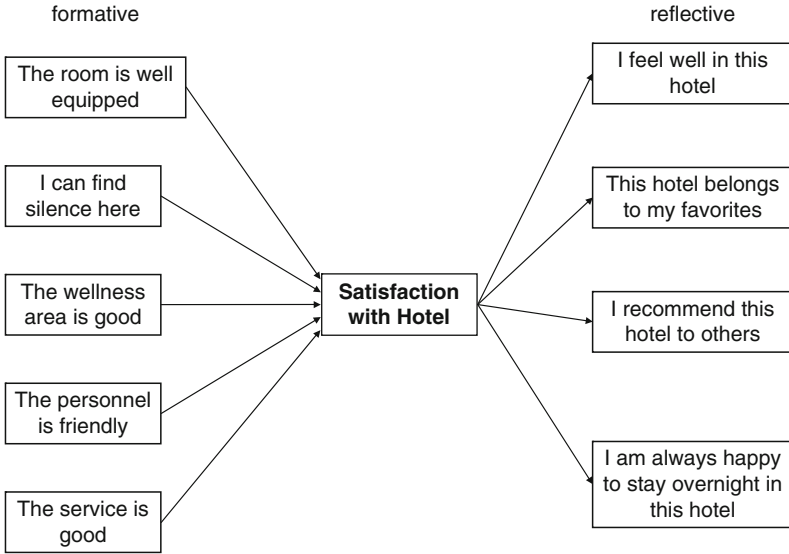 formative
The room is well
equipped
I can find
silence here
The wellness
area is good
The personnel
is friendly
The service is
good
Satisfaction
with Hotel
reflective
I feel well in this
hotel
This hotel belongs
to my favorites
I recommend this
hotel to others
I am always happy
to stay overnight in
this hotel